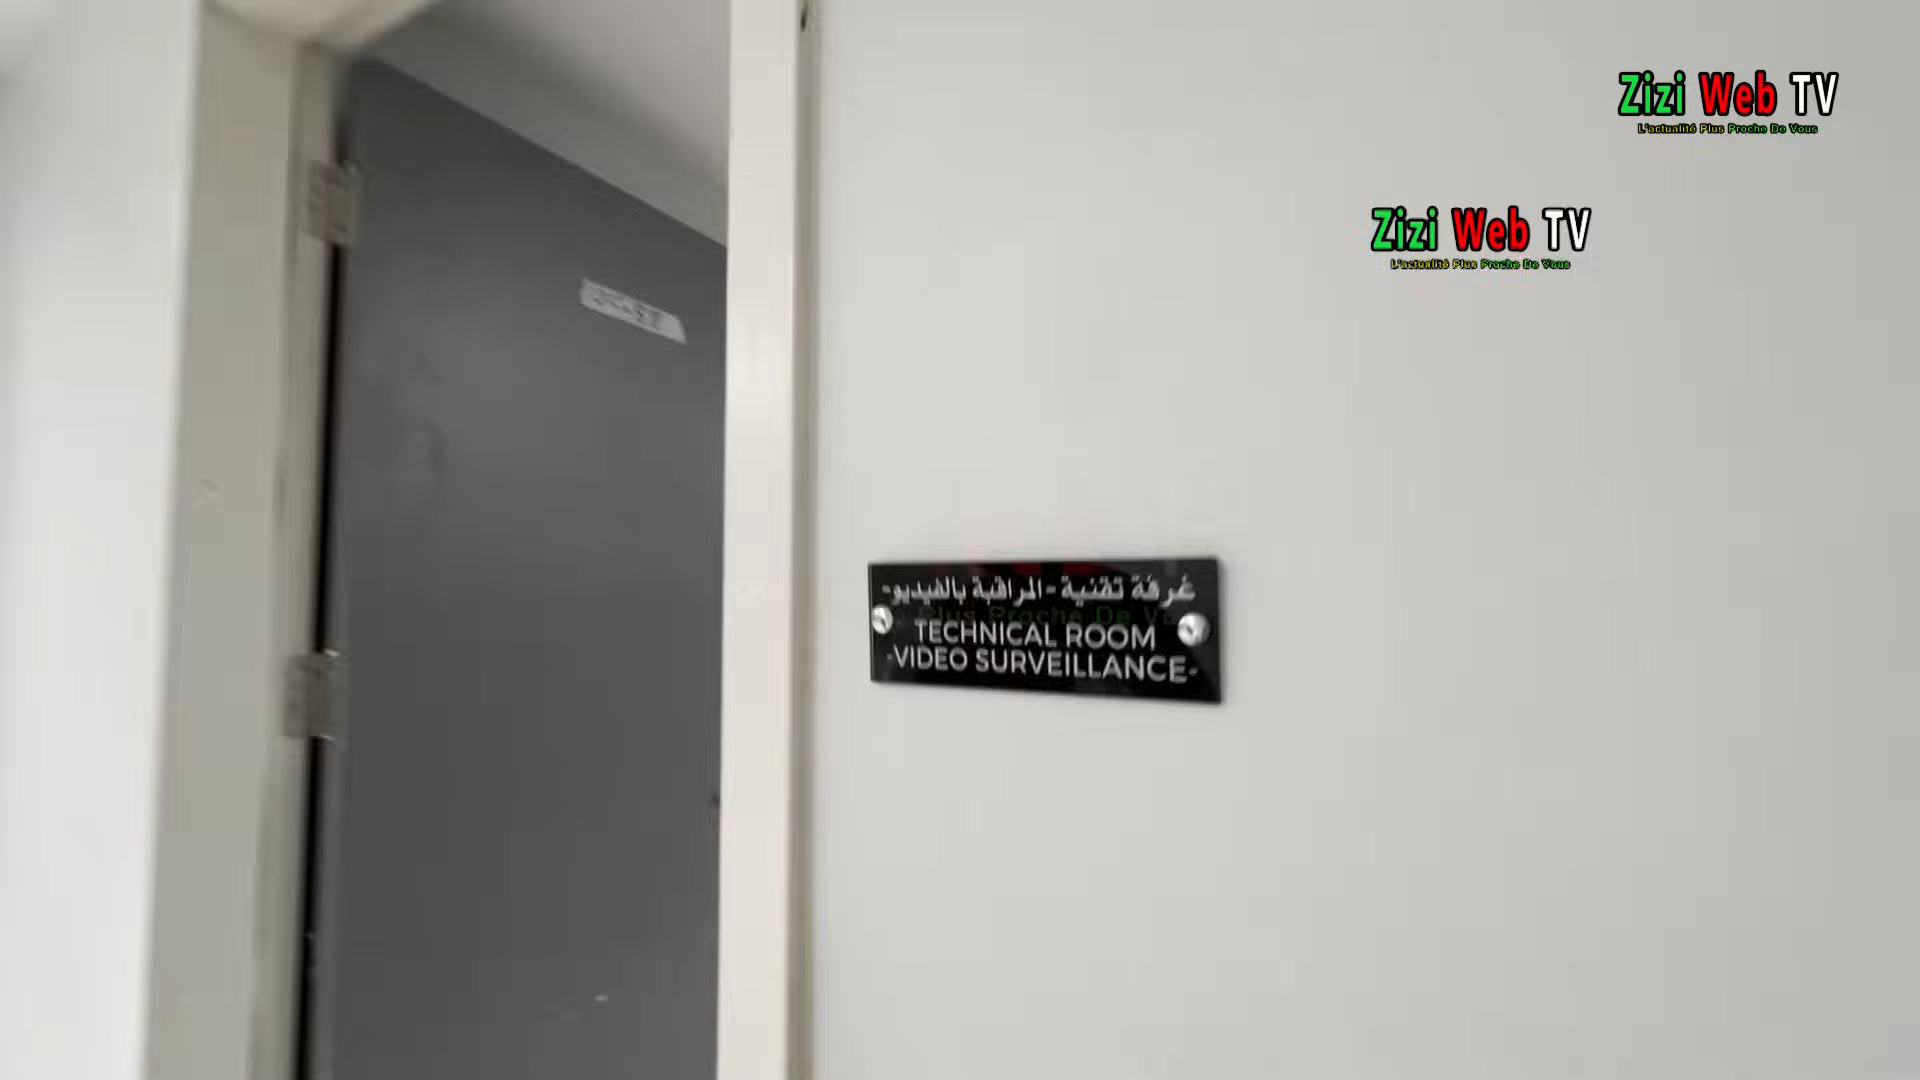 Zizi Web TV
L'actualité Plus Proche De Vous
Zizi Web TV
L'actualité Plus Proche De Vous
غرفة تقنية -المراقبة بالفيديو-
TECHNICAL ROOM
-VIDEO SURVEILLANCE-